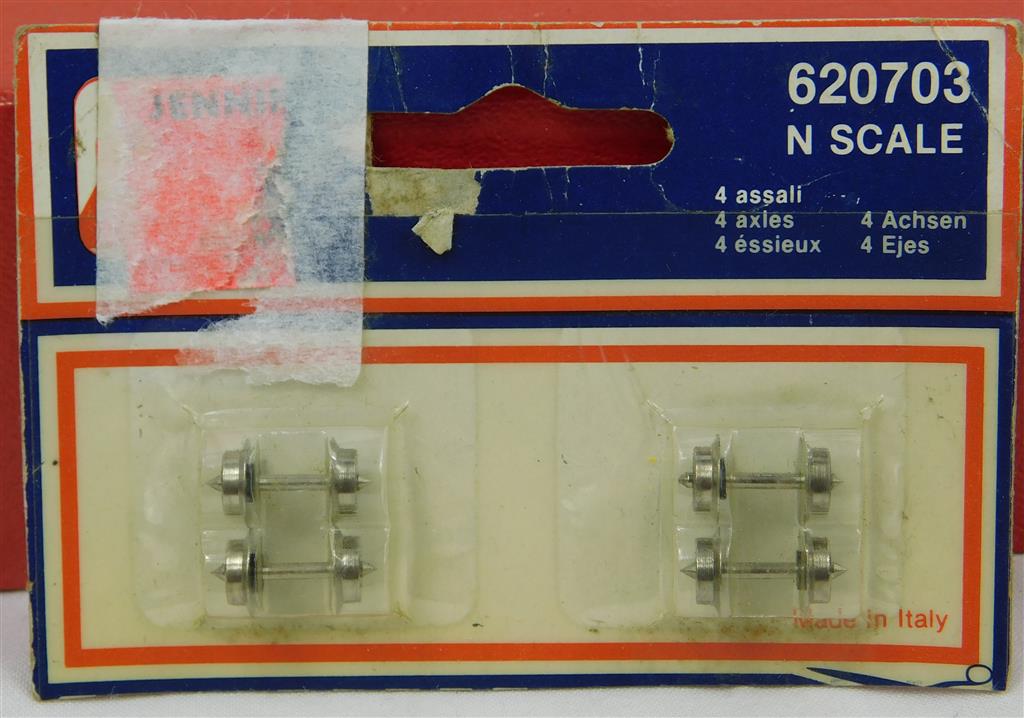 620703
N SCALE
4 assali
4 axles 4 Achsen
4 éssieux 4 Ejes
Made in Italy